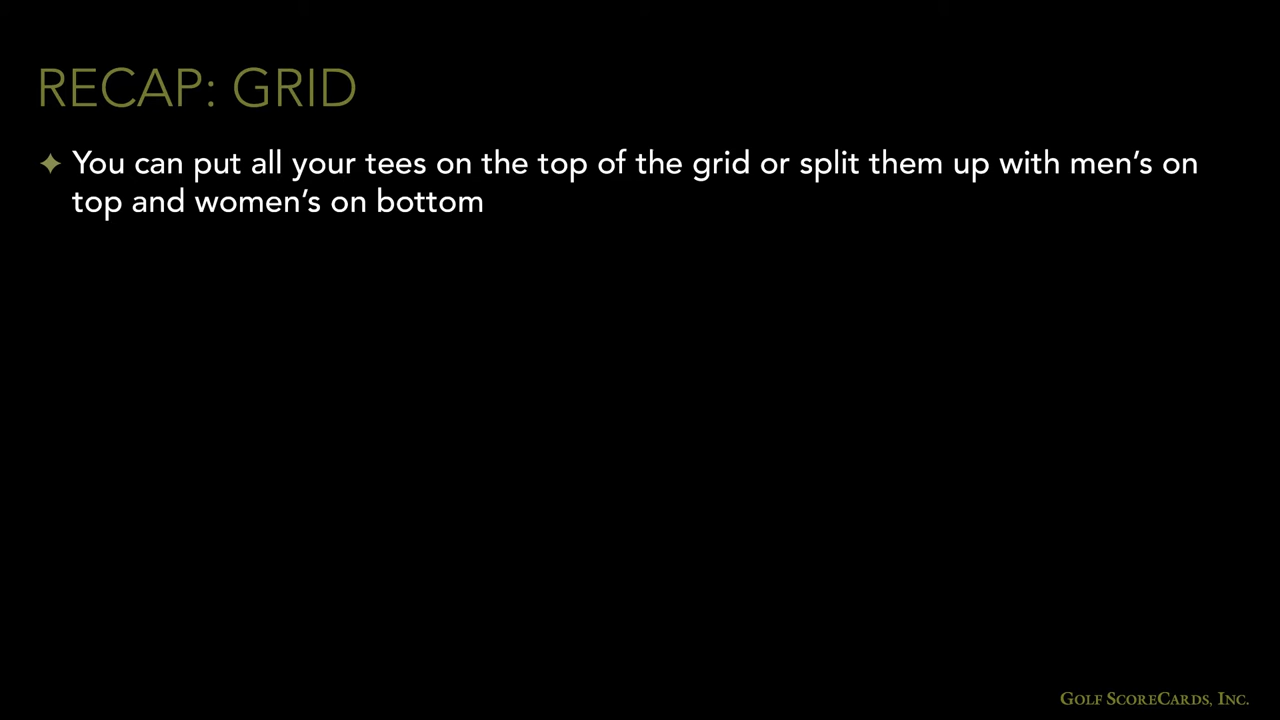 RECAP: GRID
You can put all your tees on the top of the grid or split them up with men’s on
top and women’s on bottom
Golf ScoreCards, Inc.